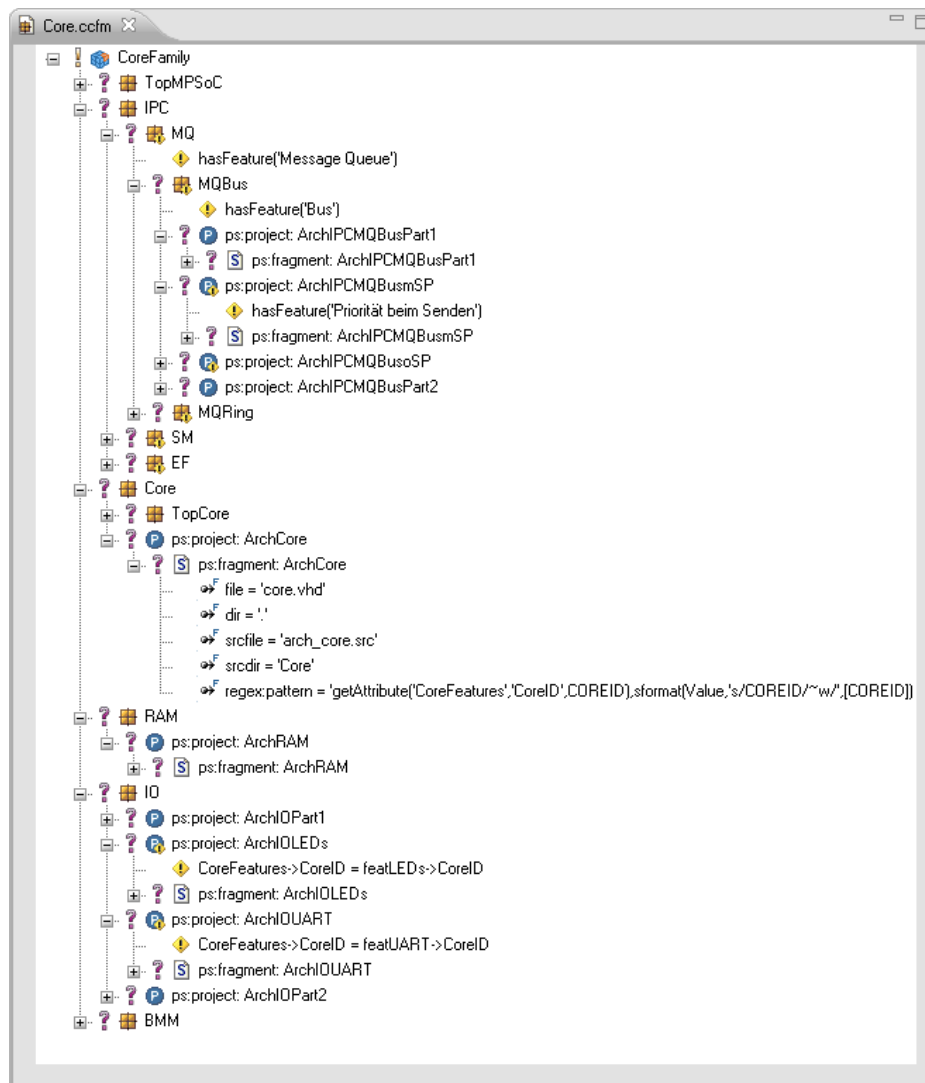 Core.ccfm
CoreFamily
TopMPSoC
IPC
MQ
hasFeature('Message Queue')
MQBus
hasFeature('Bus')
ps:project: ArchIPCMQBusPart1
ps:fragment: ArchIPCMQBusPart1
ps:project: ArchIPCMQBusmSP
hasFeature('Priorität beim Senden')
ps:fragment: ArchIPCMQBusmSP
ps:project: ArchIPCMQBusoSP
ps:project: ArchIPCMQBusPart2
MQRing
SM
EF
Core
TopCore
ps:project: ArchCore
ps:fragment: ArchCore
file = 'core.vhd'
dir = '.'
srcfile = 'arch_core.src'
srcdir = 'Core'
regex:pattern = 'getAttribute('CoreFeatures','CoreID',COREID),sformat(Value,'s/COREID/~w/',[COREID])
RAM
ps:project: ArchRAM
ps:fragment: ArchRAM
IO
ps:project: ArchIOPart1
ps:project: ArchIOLEDs
CoreFeatures->CoreID = featLEDs->CoreID
ps:fragment: ArchIOLEDs
ps:project: ArchIOUART
CoreFeatures->CoreID = featUART->CoreID
ps:fragment: ArchIOUART
ps:project: ArchIOPart2
BMM